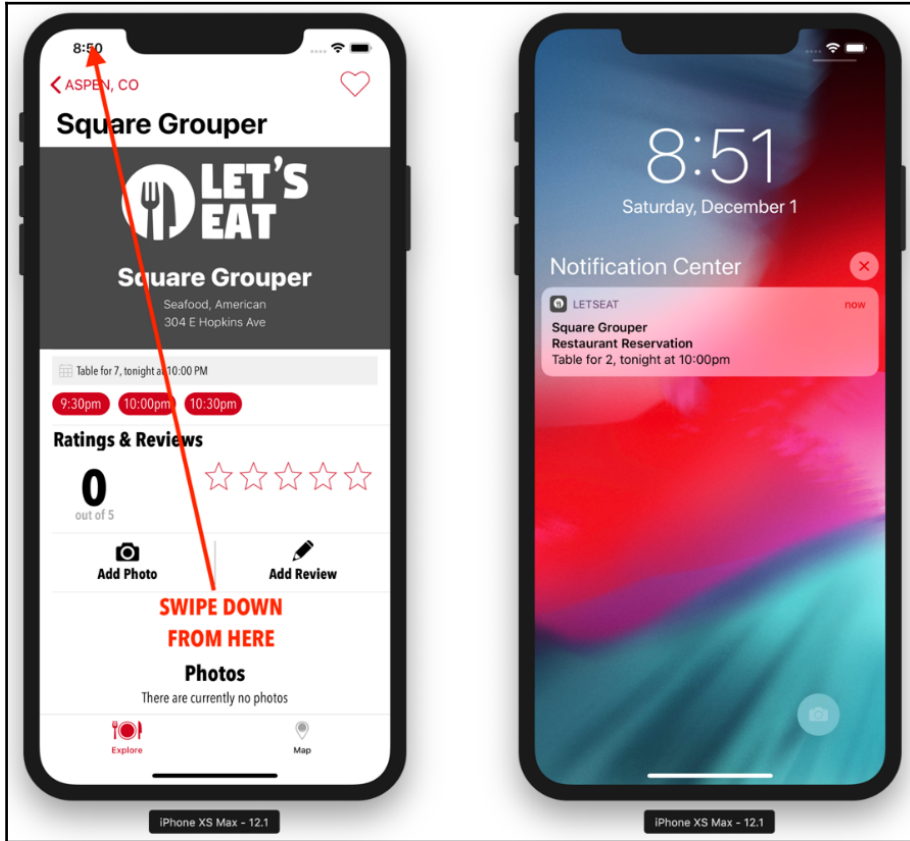 8:50
ASPEN, CO
Square Grouper
LET'S
EAT
Square Grouper
Seafood, American
304 E Hopkins Ave
Table for 7, tonight at 10:00 PM
9:30pm 10:00pm 10:30pm
Ratings & Reviews
0
out of 5
Add Photo Add Review
SWIPE DOWN
FROM HERE
Photos
There are currently no photos
Explore Map
iPhone XS Max - 12.1
8:51
Saturday, December 1
Notification Center
LETSEAT now
Square Grouper
Restaurant Reservation
Table for 2, tonight at 10:00pm
iPhone XS Max - 12.1